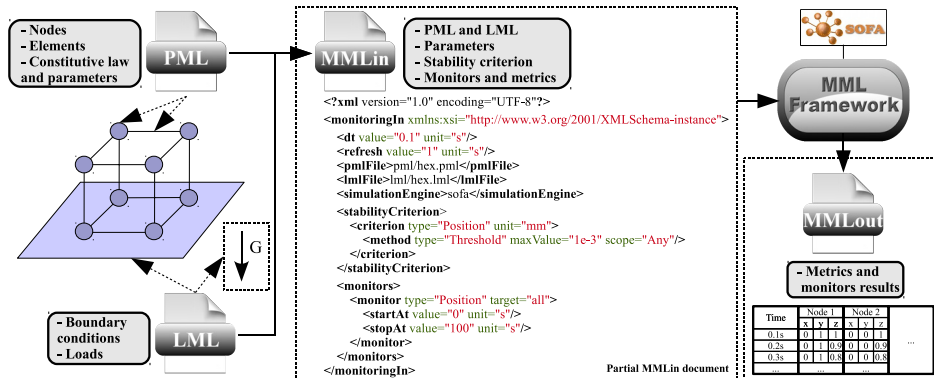 - Nodes
- Elements
- Constitutive law
and parameters
PML
G
- Boundary
conditions
- Loads
LML
MMLin
- PML and LML
- Parameters
- Stability criterion
- Monitors and metrics
<?xml version="1.0" encoding="UTF-8"?>
<monitoringIn xmlns:xsi="http://www.w3.org/2001/XMLSchema-instance">
<dt value="0.1" unit="s"/>
<refresh value="1" unit="s"/>
<pmlFile>pml/hex.pml</pmlFile>
<lmlFile>lml/hex.lml</lmlFile>
<simulationEngine>sofa</simulationEngine>
<stabilityCriterion>
<criterion type="Position" unit="mm">
<method type="Threshold" maxValue="1e-3" scope="Any"/>
</criterion>
</stabilityCriterion>
<monitors>
<monitor type="Position" target="all">
<startAt value="0" unit="s"/>
<stopAt value="100" unit="s"/>
</monitor>
</monitors>
</monitoringIn>
Partial MMLin document
SOFA
MML
Framework
MMLout
- Metrics and
monitors results
Time Node 1 Node 2 ...
x y z x y z
0.1s 0 1 1 0 0 1
0.2s 0 1 0.9 0 0 0.9
0.3s 0 1 0.8 0 0 0.8
... ... ...